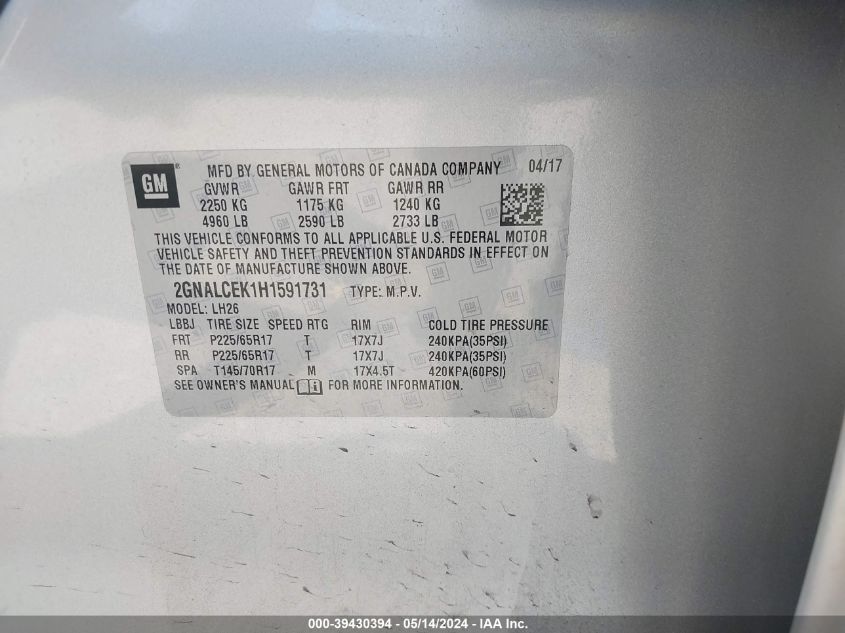 GM ® MFD BY GENERAL MOTORS OF CANADA COMPANY 04/17
GVWR GAWR FRT GAWR RR
2250 KG 1175 KG 1240 KG
4960 LB 2590 LB 2733 LB
THIS VEHICLE CONFORMS TO ALL APPLICABLE U.S. FEDERAL MOTOR
VEHICLE SAFETY AND THEFT PREVENTION STANDARDS IN EFFECT ON
THE DATE OF MANUFACTURE SHOWN ABOVE.
2GNALCEK1H1591731 TYPE: M.P.V.
MODEL: LH26
LBBJ TIRE SIZE SPEED RTG RIM COLD TIRE PRESSURE
FRT P225/65R17 T 17X7J 240KPA(35PSI)
RR P225/65R17 T 17X7J 240KPA(35PSI)
SPA T145/70R17 M 17X4.5T 420KPA(60PSI)
SEE OWNER'S MANUAL FOR MORE INFORMATION.
000-39430394 - 05/14/2024 - IAA Inc.